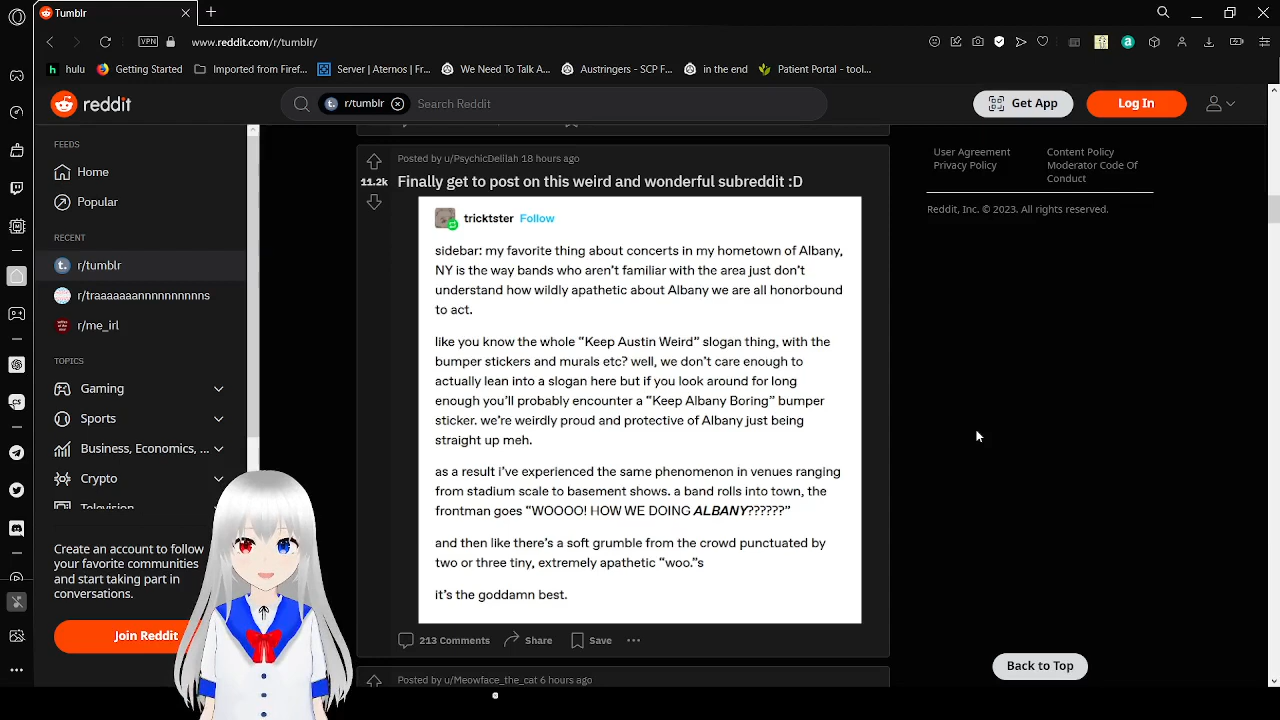 Tumblr
VPN
www.reddit.com/r/tumblr/
hulu
Getting Started
Imported from Firef...
Server | Aternos | Fr...
We Need To Talk A...
Austringers - SCP F...
in the end
Patient Portal - tool...
reddit
r/tumblr
Search Reddit
Get App
Log In
FEEDS
Home
Popular
RECENT
r/tumblr
r/traaaaaaannnnnnnnns
r/me_irl
TOPICS
Gaming
Sports
Business, Economics, ...
Crypto
Television
Create an account to follow
your favorite communities
and start taking part in
conversations.
Join Reddit
Posted by u/PsychicDelilah 18 hours ago
11.2k
Finally get to post on this weird and wonderful subreddit :D
tricktster Follow
sidebar: my favorite thing about concerts in my hometown of Albany,
NY is the way bands who aren't familiar with the area just don't
understand how wildly apathetic about Albany we are all honorbound
to act.
like you know the whole “Keep Austin Weird” slogan thing, with the
bumper stickers and murals etc? well, we don't care enough to
actually lean into a slogan here but if you look around for long
enough you'll probably encounter a “Keep Albany Boring” bumper
sticker. we're weirdly proud and protective of Albany just being
straight up meh.
as a result i've experienced the same phenomenon in venues ranging
from stadium scale to basement shows. a band rolls into town, the
frontman goes “WOOOO! HOW WE DOING ALBANY??????”
and then like there's a soft grumble from the crowd punctuated by
two or three tiny, extremely apathetic “woo.”s
it's the goddamn best.
213 Comments
Share
Save
Posted by u/Meowface_the_cat 6 hours ago
User Agreement
Privacy Policy
Content Policy
Moderator Code Of
Conduct
Reddit, Inc. © 2023. All rights reserved.
Back to Top